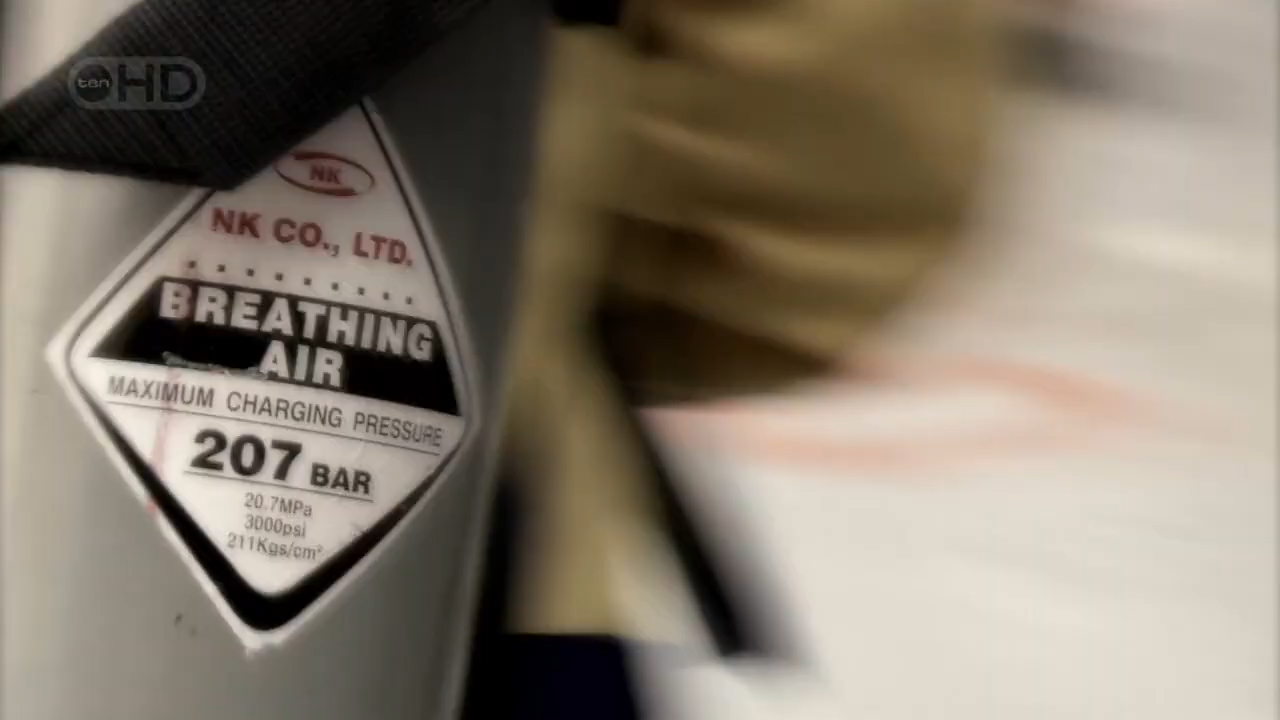 ten HD
NK
NK CO., LTD.
BREATHING
AIR
MAXIMUM CHARGING PRESSURE
207 BAR
20.7MPa
3000psi
211Kgs/cm²